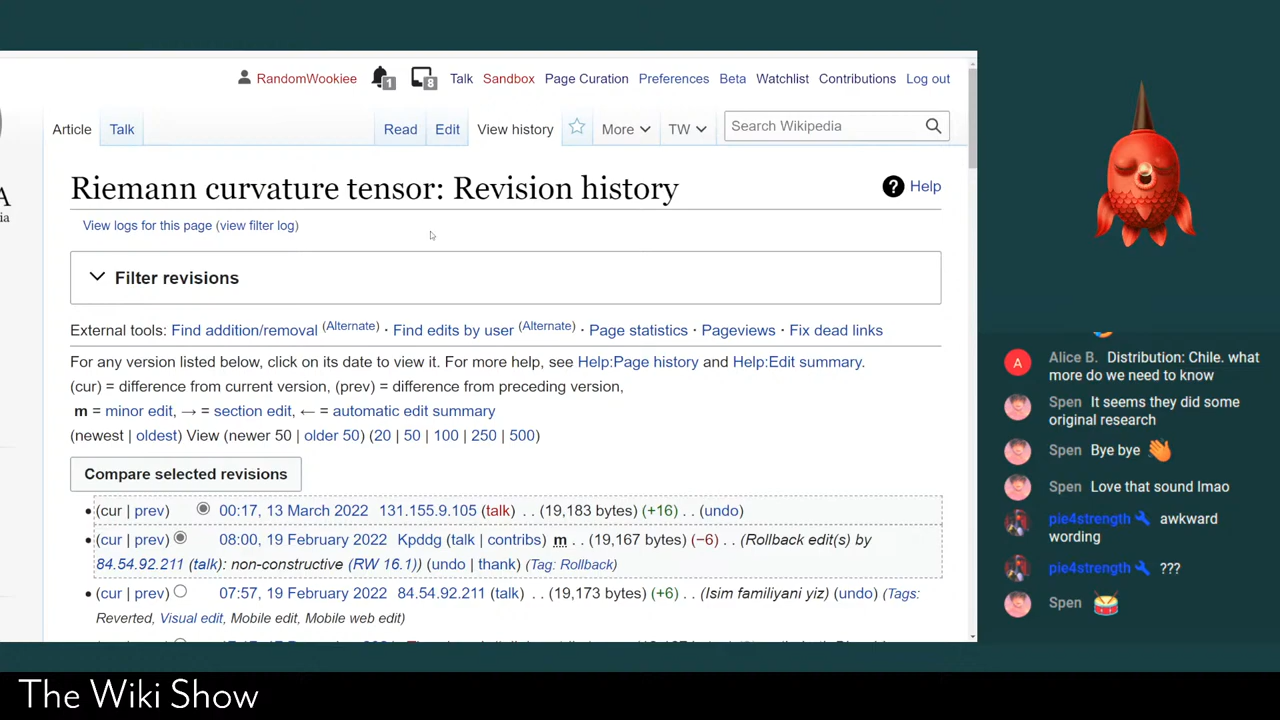 RandomWookiee 1 8 Talk Sandbox Page Curation Preferences Beta Watchlist Contributions Log out
Article Talk Read Edit View history More TW Search Wikipedia
A
ia
Riemann curvature tensor: Revision history
? Help
View logs for this page (view filter log)
Filter revisions
External tools: Find addition/removal (Alternate) · Find edits by user (Alternate) · Page statistics · Pageviews · Fix dead links
For any version listed below, click on its date to view it. For more help, see Help:Page history and Help:Edit summary.
(cur) = difference from current version, (prev) = difference from preceding version,
m = minor edit, → = section edit, ← = automatic edit summary
(newest | oldest) View (newer 50 | older 50) (20 | 50 | 100 | 250 | 500)
Compare selected revisions
(cur | prev) 00:17, 13 March 2022 131.155.9.105 (talk) . . (19,183 bytes) (+16) . . (undo)
(cur | prev) 08:00, 19 February 2022 Kpddg (talk | contribs) m . . (19,167 bytes) (−6) . . (Rollback edit(s) by
84.54.92.211 (talk): non-constructive (RW 16.1)) (undo | thank) (Tag: Rollback)
(cur | prev) 07:57, 19 February 2022 84.54.92.211 (talk) . . (19,173 bytes) (+6) . . (Isim familiyani yiz) (undo) (Tags:
Reverted, Visual edit, Mobile edit, Mobile web edit)
A Alice B. Distribution: Chile. what
more do we need to know
Spen It seems they did some
original research
Spen Bye bye 👋
Spen Love that sound lmao
pie4strength awkward
wording
pie4strength ???
Spen 🥁
The Wiki Show